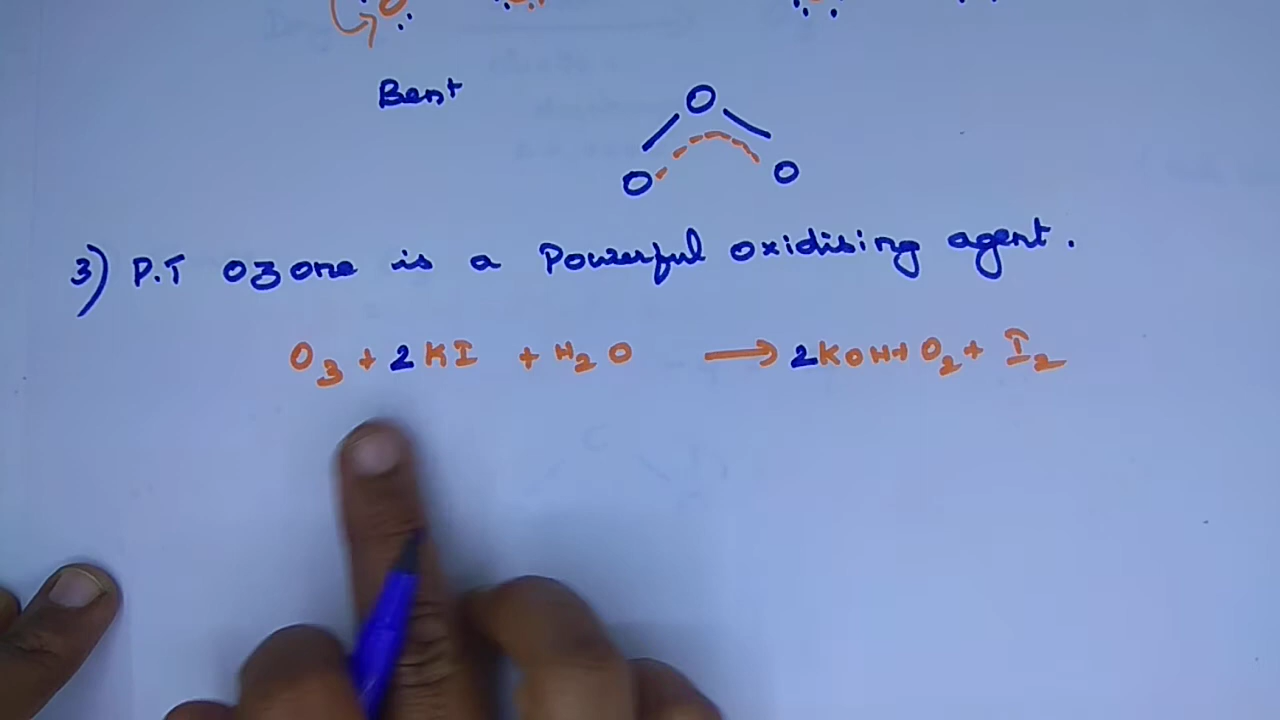 Bent
O
O O
3) P.T ozone is a Powerful oxidising agent.
O3 + 2KI + H2O ⟶ 2KOH + O2 + I2